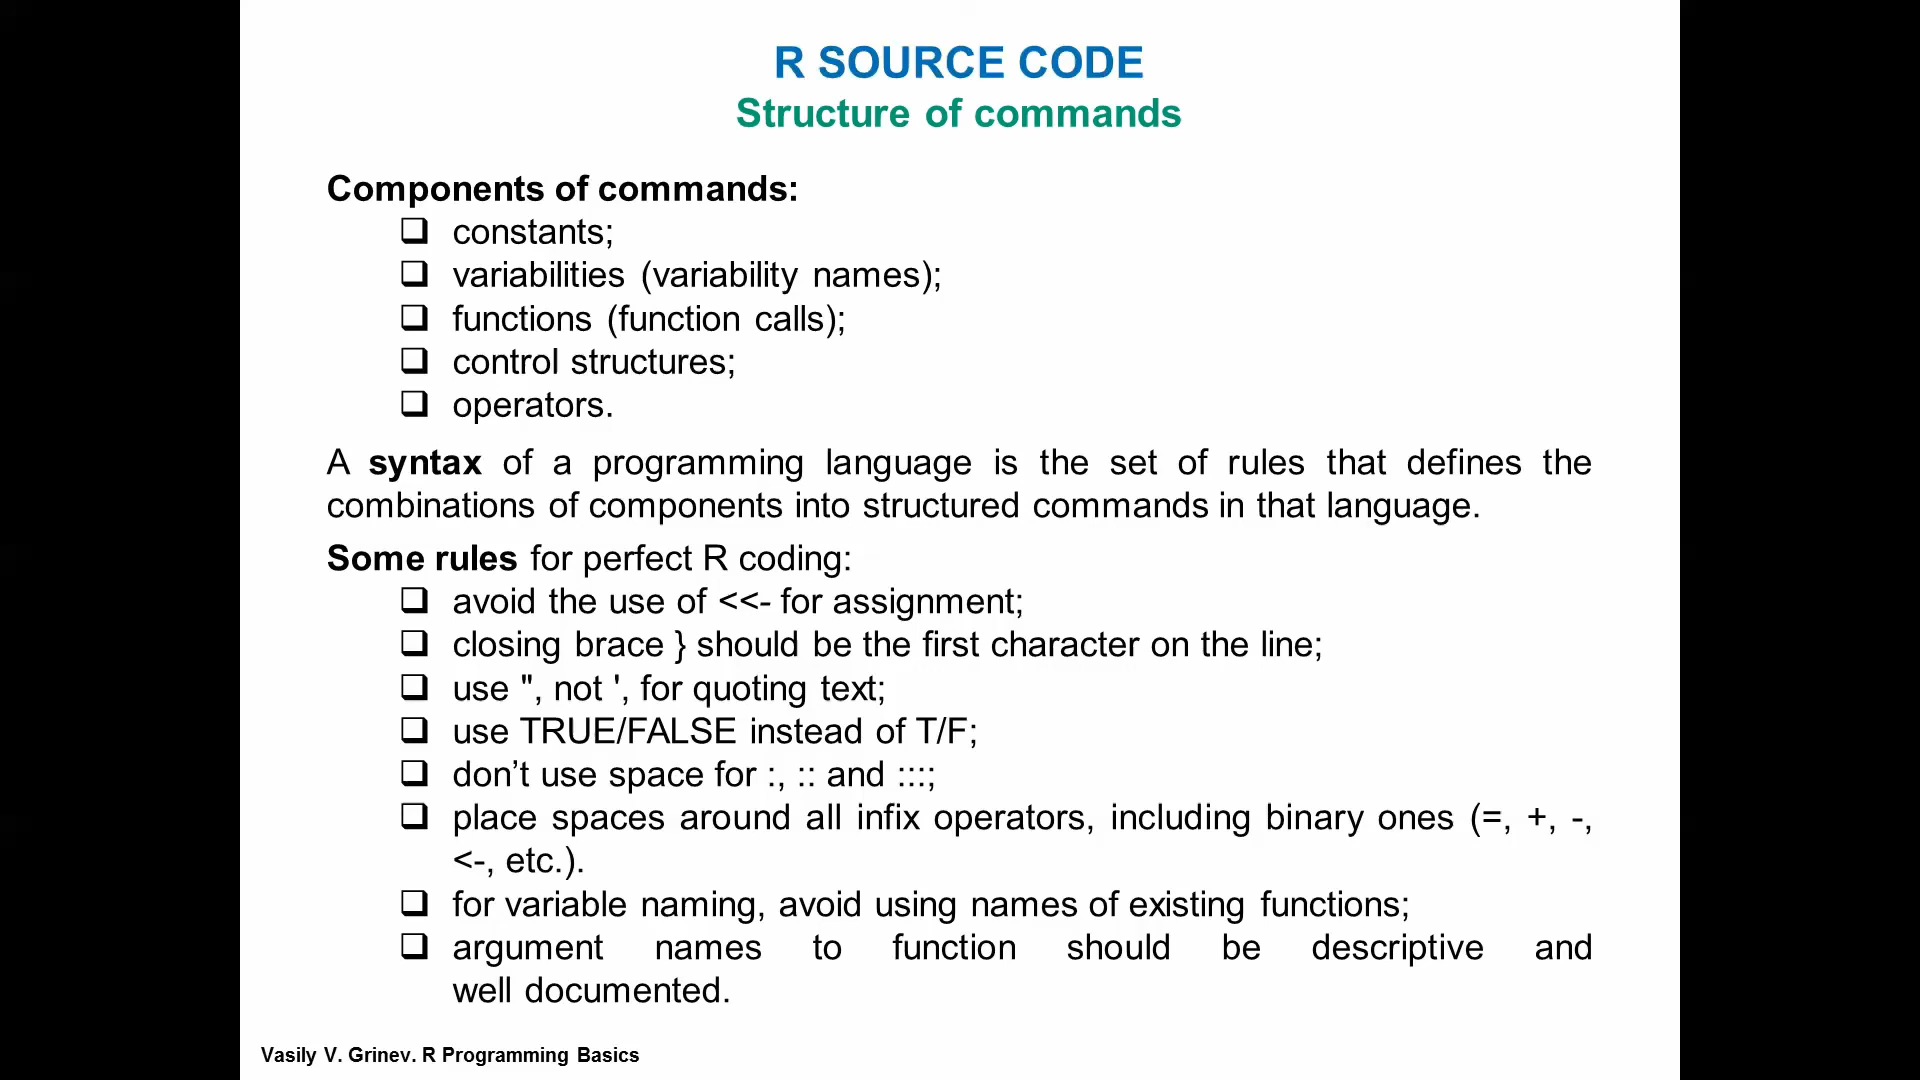 R SOURCE CODE
Structure of commands
Components of commands:
❑ constants;
❑ variabilities (variability names);
❑ functions (function calls);
❑ control structures;
❑ operators.
A syntax of a programming language is the set of rules that defines the
combinations of components into structured commands in that language.
Some rules for perfect R coding:
❑ avoid the use of <<- for assignment;
❑ closing brace } should be the first character on the line;
❑ use ", not ', for quoting text;
❑ use TRUE/FALSE instead of T/F;
❑ don’t use space for :, :: and :::;
❑ place spaces around all infix operators, including binary ones (=, +, -,
<-, etc.).
❑ for variable naming, avoid using names of existing functions;
❑ argument names to function should be descriptive and
well documented.
Vasily V. Grinev. R Programming Basics